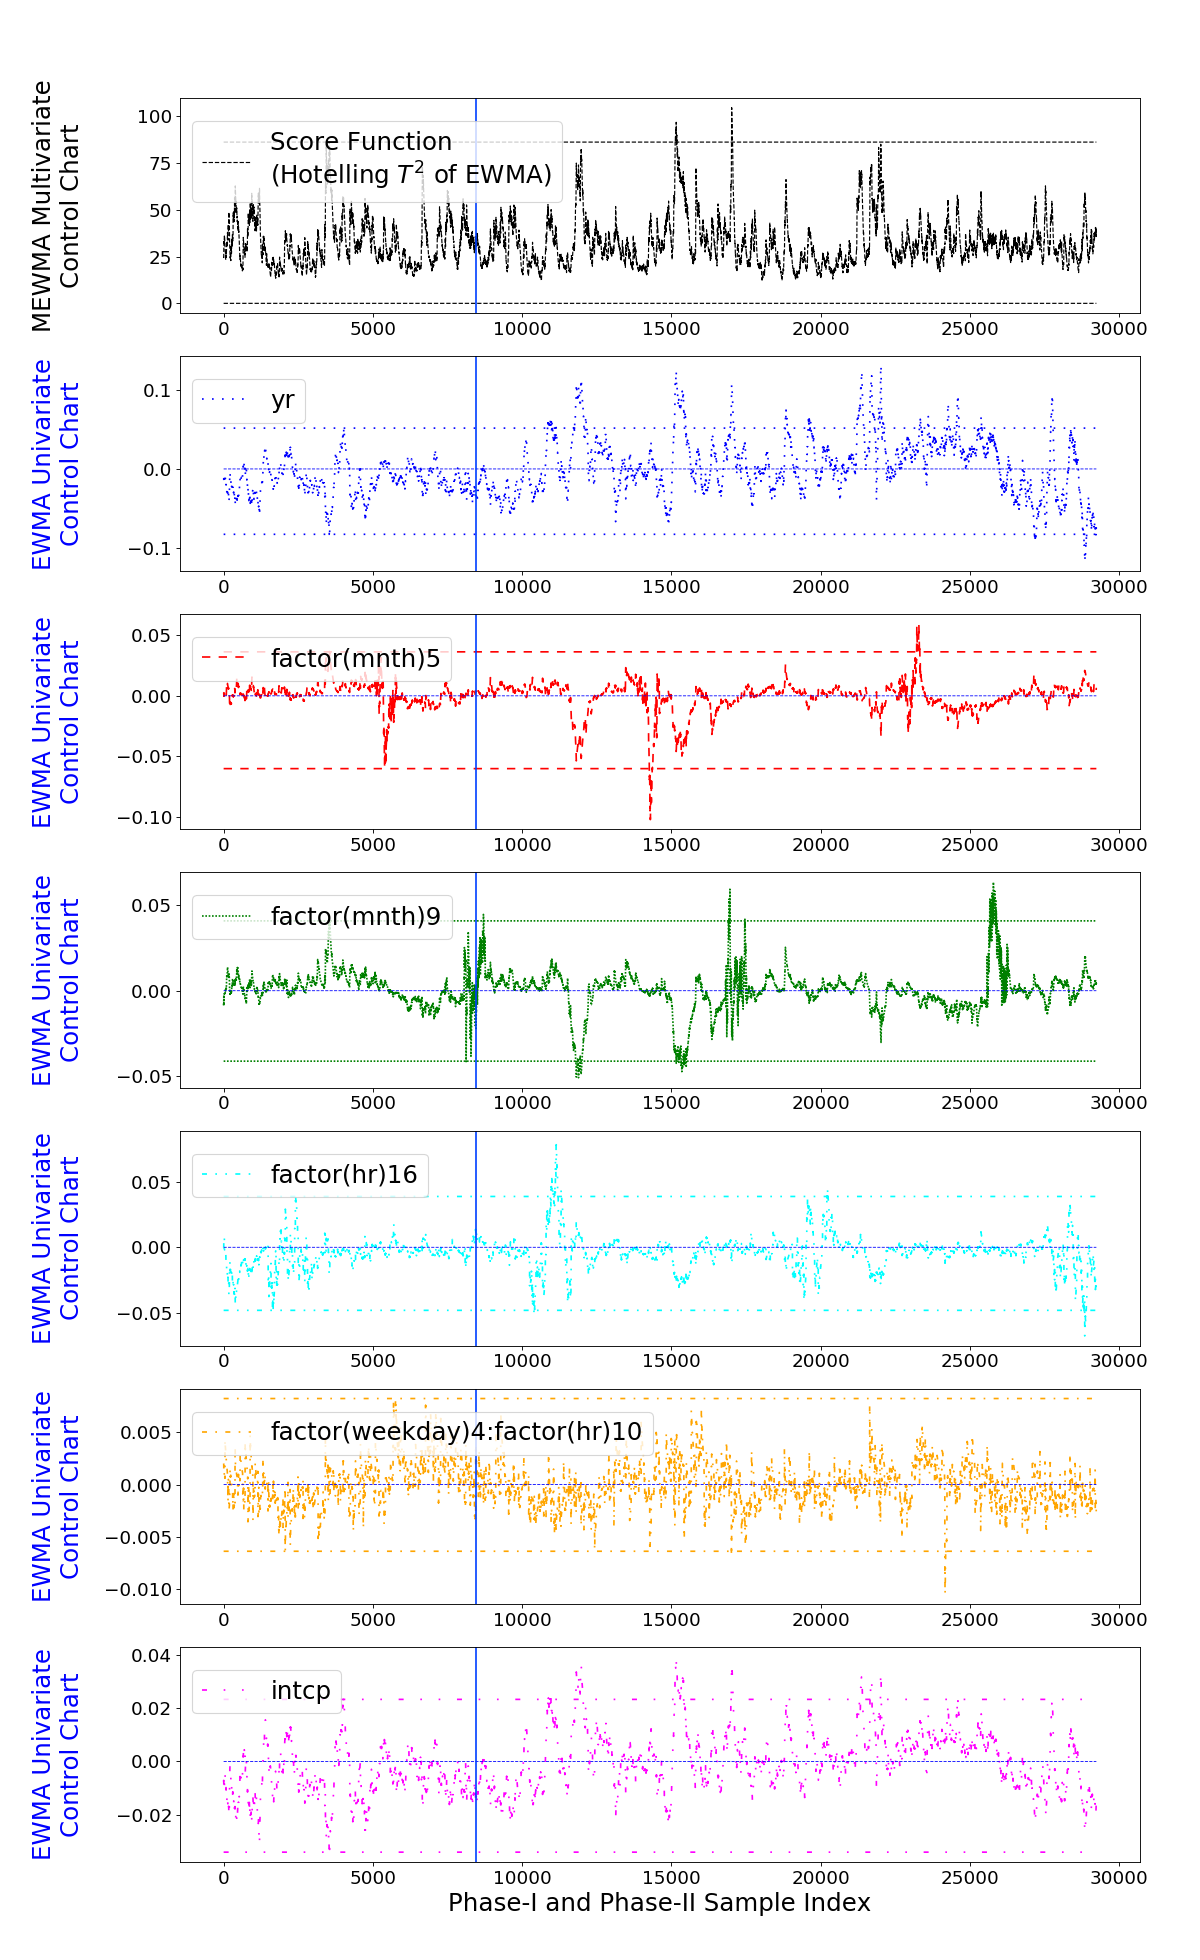 MEWMA Multivariate
Control Chart
100
75
50
25
0
Score Function
(Hotelling T² of EWMA)
0 5000 10000 15000 20000 25000 30000
EWMA Univariate
Control Chart
0.1
0.0
−0.1
yr
0 5000 10000 15000 20000 25000 30000
EWMA Univariate
Control Chart
0.05
0.00
−0.05
−0.10
factor(mnth)5
0 5000 10000 15000 20000 25000 30000
EWMA Univariate
Control Chart
0.05
0.00
−0.05
factor(mnth)9
0 5000 10000 15000 20000 25000 30000
EWMA Univariate
Control Chart
0.05
0.00
−0.05
factor(hr)16
0 5000 10000 15000 20000 25000 30000
EWMA Univariate
Control Chart
0.005
0.000
−0.005
−0.010
factor(weekday)4:factor(hr)10
0 5000 10000 15000 20000 25000 30000
EWMA Univariate
Control Chart
0.04
0.02
0.00
−0.02
intcp
0 5000 10000 15000 20000 25000 30000
Phase-I and Phase-II Sample Index